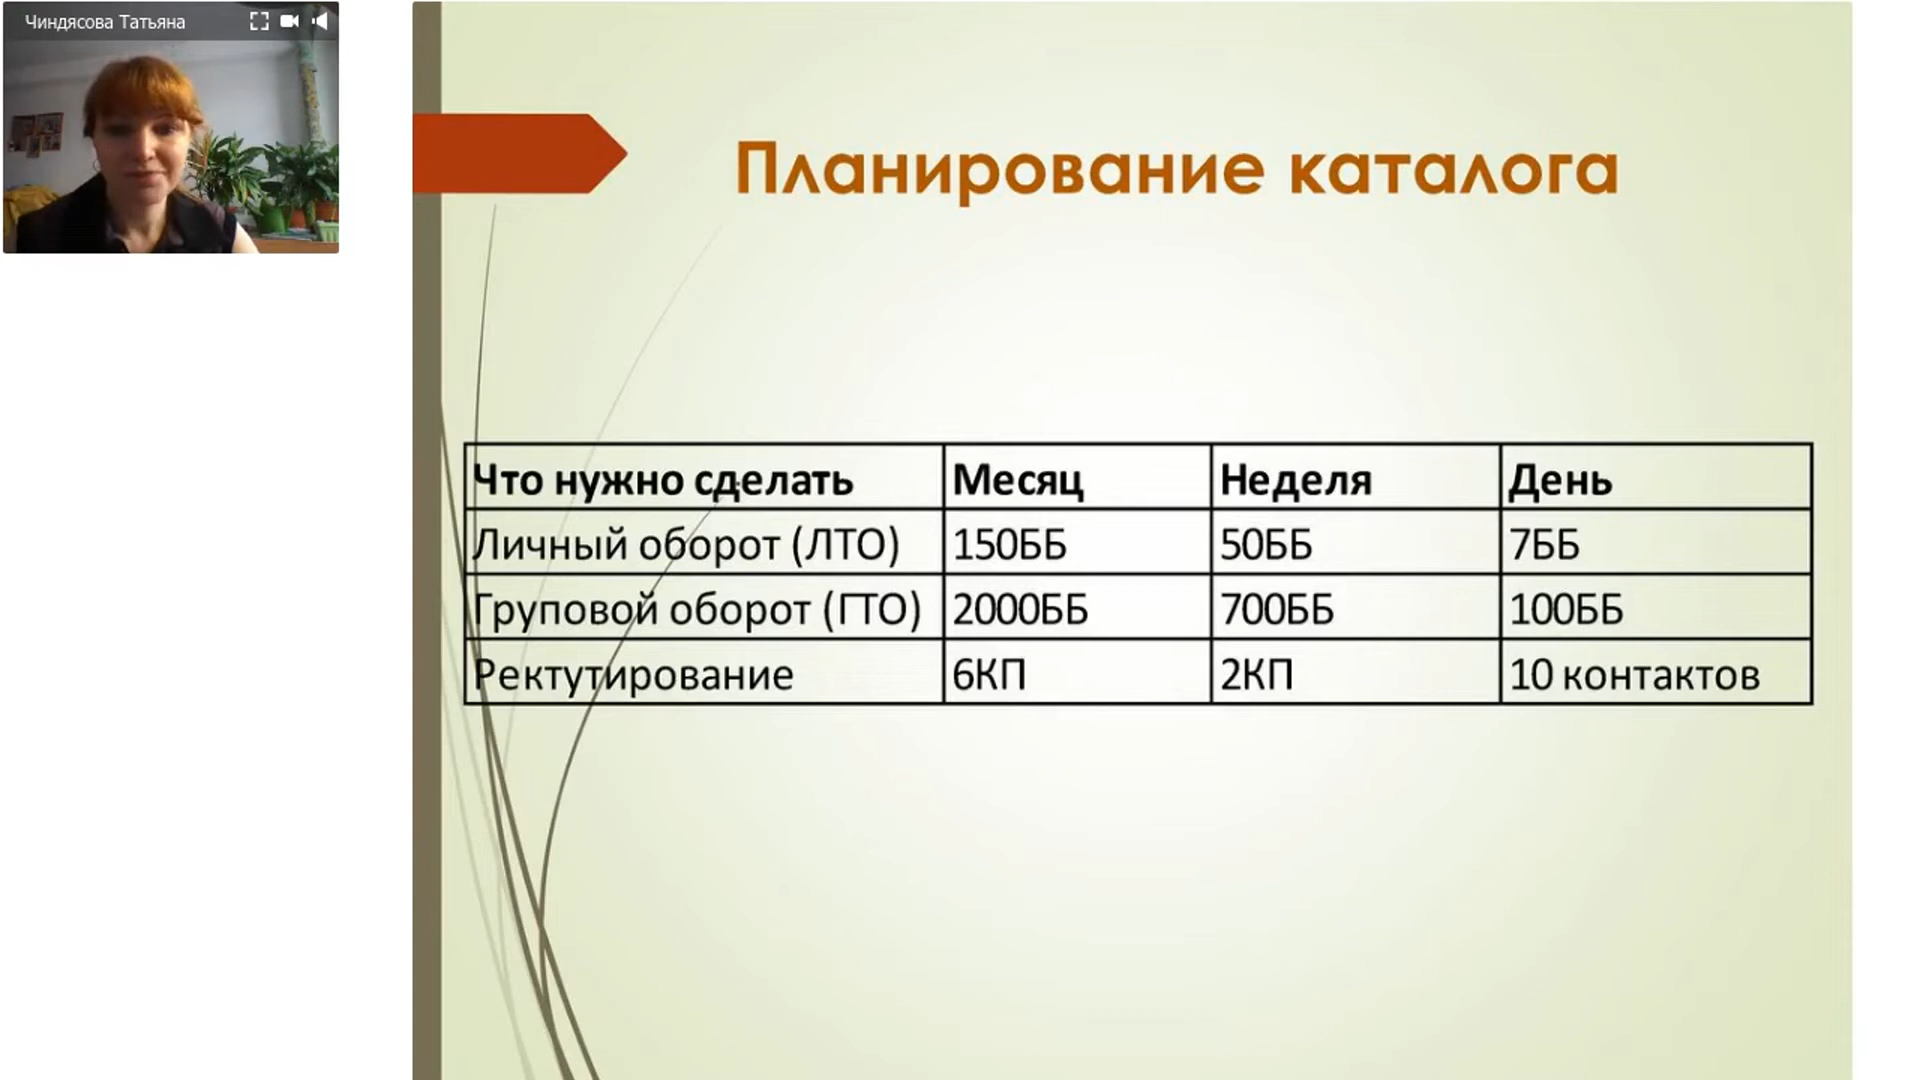 Чиндясова Татьяна
Планирование каталога
Что нужно сделать Месяц Неделя День
Личный оборот (ЛТО) 150ББ 50ББ 7ББ
Груповой оборот (ГТО) 2000ББ 700ББ 100ББ
Ректутирование 6КП 2КП 10 контактов